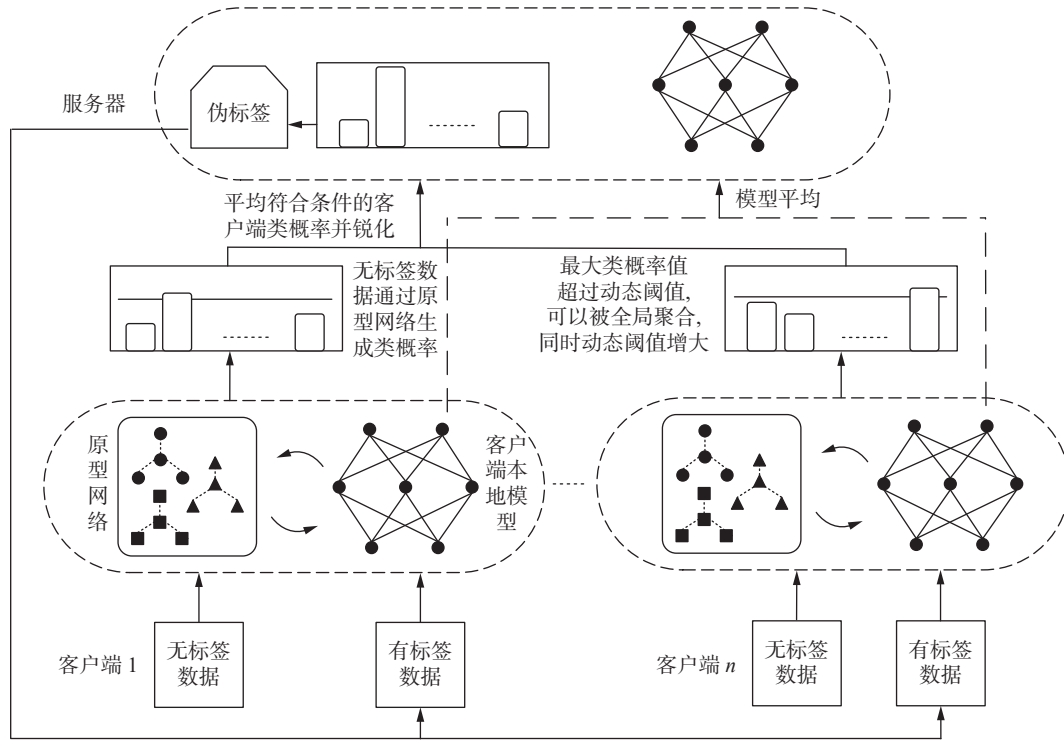 服务器
伪标签
平均符合条件的客
户端类概率并锐化
模型平均
无标签数
据通过原
型网络生
成类概率
最大类概率值
超过动态阈值,
可以被全局聚合,
同时动态阈值增大
原型网络
客户端本地模型
客户端 1
无标签
数据
有标签
数据
客户端 n
无标签
数据
有标签
数据